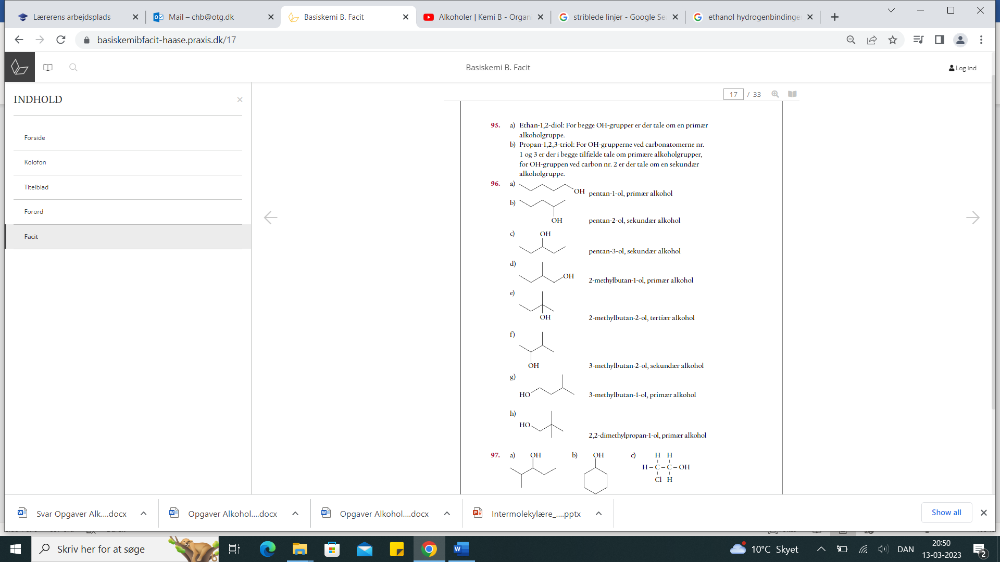 Lærerens arbejdsplads
Mail – chb@otg.dk
Basiskemi B. Facit
Alkoholer | Kemi B - Organ
striblede linjer - Google Se
ethanol hydrogenbindinge
basiskemibfacit-haase.praxis.dk/17
Basiskemi B. Facit
Log ind
INDHOLD
Forside
Kolofon
Titelblad
Forord
Facit
17 / 33
95. a) Ethan-1,2-diol: For begge OH-grupper er der tale om en primær
alkoholgruppe.
b) Propan-1,2,3-triol: For OH-grupperne ved carbonatomerne nr.
1 og 3 er der i begge tilfælde tale om primære alkoholgrupper,
for OH-gruppen ved carbon nr. 2 er der tale om en sekundær
alkoholgruppe.
96. a) OH pentan-1-ol, primær alkohol
b) OH pentan-2-ol, sekundær alkohol
c) OH pentan-3-ol, sekundær alkohol
d) OH 2-methylbutan-1-ol, primær alkohol
e) OH 2-methylbutan-2-ol, tertiær alkohol
f) OH 3-methylbutan-2-ol, sekundær alkohol
g) HO 3-methylbutan-1-ol, primær alkohol
h) HO 2,2-dimethylpropan-1-ol, primær alkohol
97. a) OH b) OH c) H H
H – C – C – OH
Cl H
Svar Opgaver Alk....docx
Opgaver Alkohol....docx
Opgaver Alkohol....docx
Intermolekylære_....pptx
Show all
Skriv her for at søge
10°C Skyet
DAN
20:50
13-03-2023
2